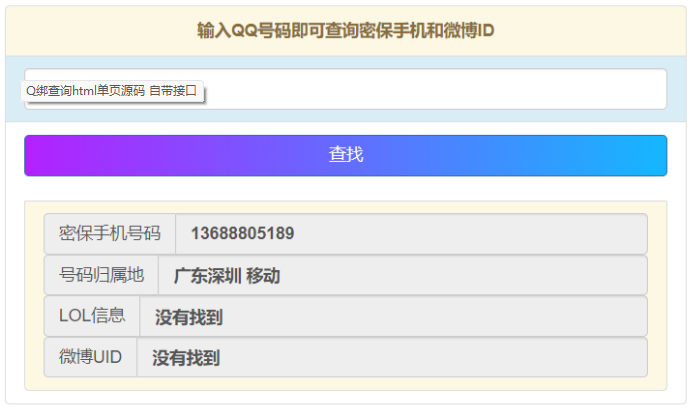 输入QQ号码即可查询密保手机和微博ID
Q绑查询html单页源码 自带接口
查找
密保手机号码 13688805189
号码归属地 广东深圳 移动
LOL信息 没有找到
微博UID 没有找到